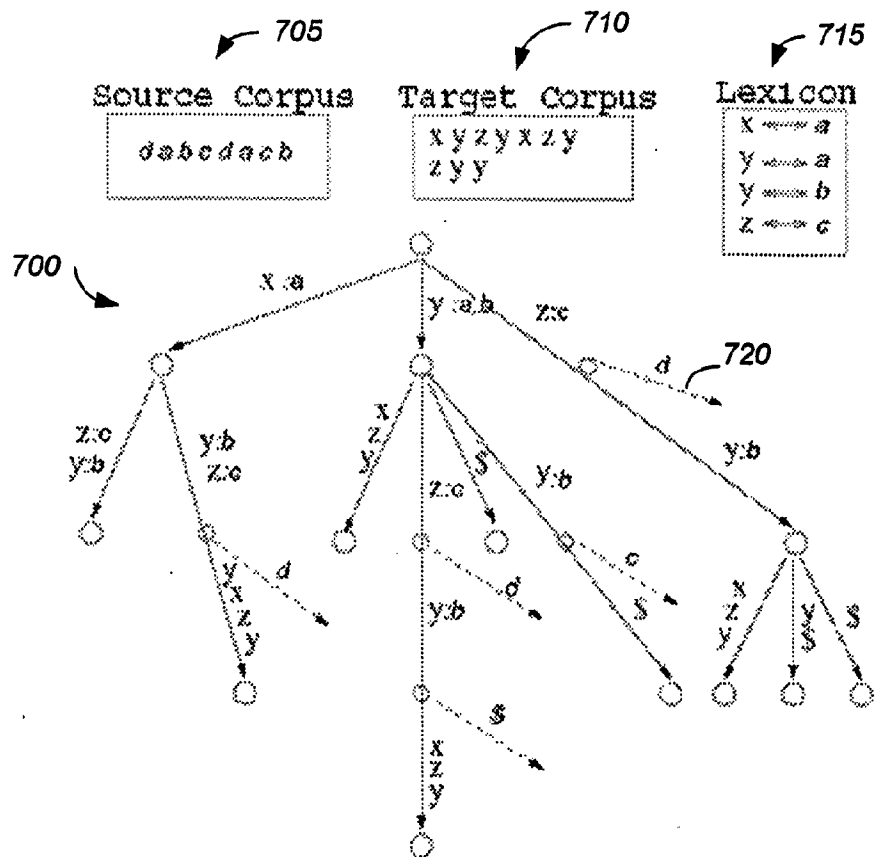 705 710 715
Source Corpus Target Corpus Lexicon
dabcdacb
x y z y x z y
z y y
x ↔ a
y ↔ a
y ↔ b
z ↔ c
700
x :a
y :a,b
z:c
d
720
z:c
y:b
y:b
z:c
x
z
y
z:c
$
y:b
y:b
d
y
x
z
y
d
y:b
c
$
x
z
y
y
$
$
$
x
z
y